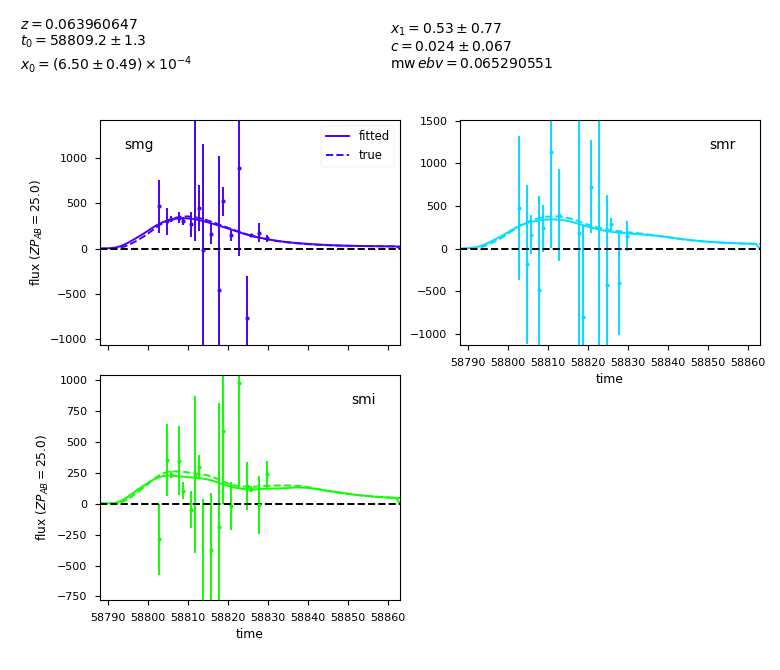 z = 0.063960647
t₀ = 58809.2 ± 1.3
x₀ = (6.50 ± 0.49) × 10⁻⁴
x₁ = 0.53 ± 0.77
c = 0.024 ± 0.067
mw ebv = 0.065290551
smg
fitted
true
1000
500
0
−500
−1000
flux (ZP_AB = 25.0)
smr
1500
1000
500
0
−500
−1000
58790 58800 58810 58820 58830 58840 58850 58860
time
smi
1000
750
500
250
0
−250
−500
−750
flux (ZP_AB = 25.0)
58790 58800 58810 58820 58830 58840 58850 58860
time